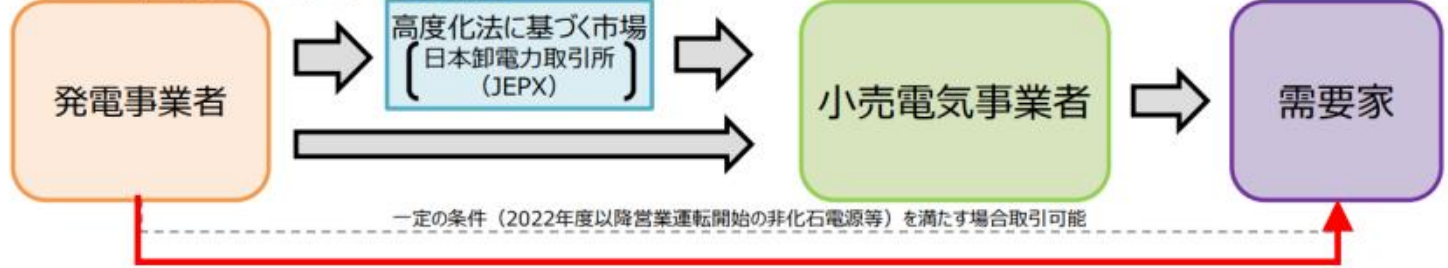 高度化法に基づく市場
日本卸電力取引所
（JEPX）
発電事業者
小売電気事業者
需要家
一定の条件（2022年度以降営業運転開始の非化石電源等）を満たす場合取引可能